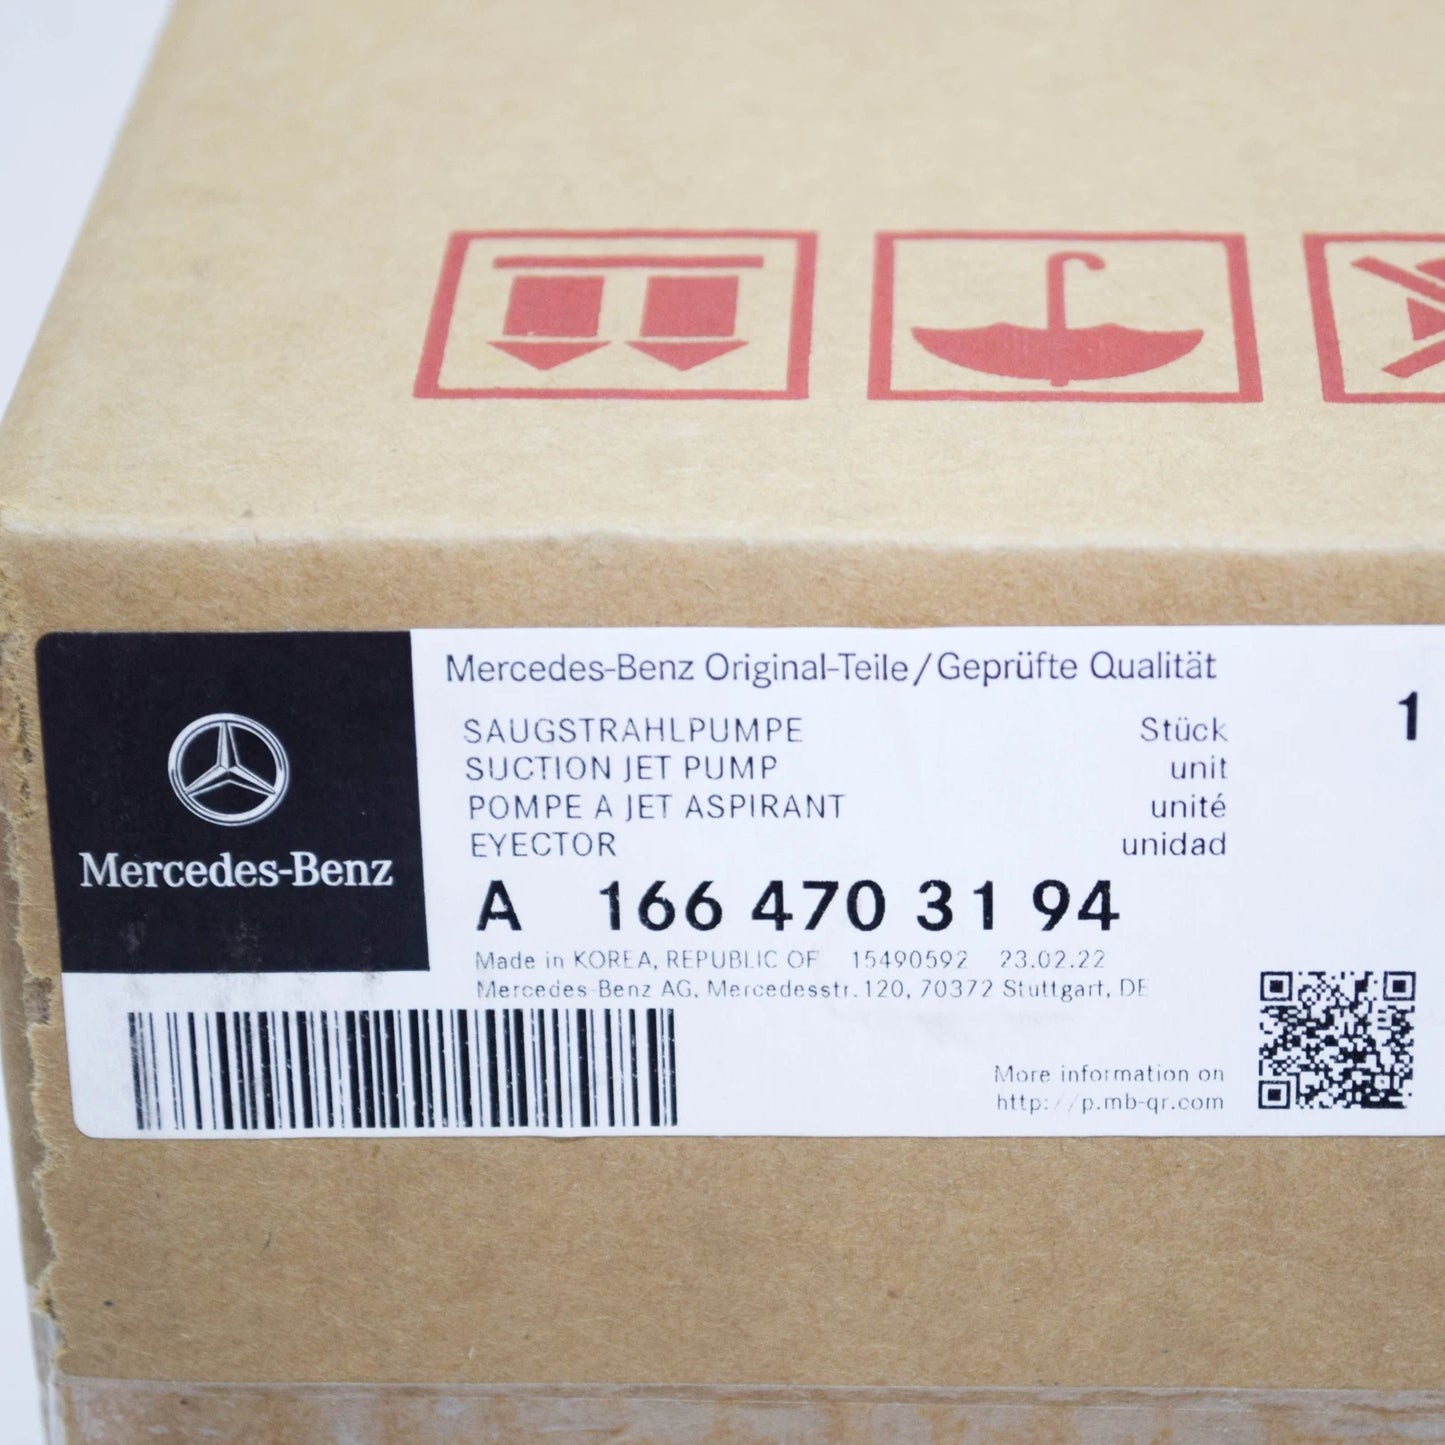 Mercedes-Benz
Mercedes-Benz Original-Teile/Geprüfte Qualität
SAUGSTRAHLPUMPE Stück 1
SUCTION JET PUMP unit
POMPE A JET ASPIRANT unité
EYECTOR unidad
A 166 470 31 94
Made in KOREA, REPUBLIC OF 15490592 23.02.22
Mercedes-Benz AG, Mercedesstr. 120, 70372 Stuttgart, DE
More information on
http://p.mb-qr.com